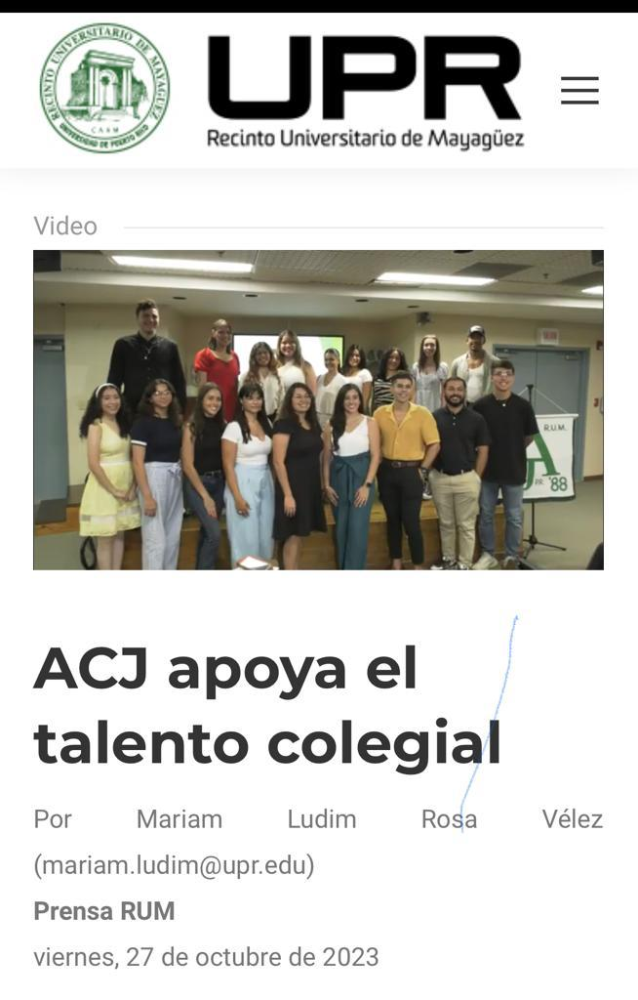 RECINTO UNIVERSITARIO DE MAYAGÜEZ
CAAM
UNIVERSIDAD DE PUERTO RICO
UPR
Recinto Universitario de Mayagüez
Video
SALIDA
R.U.M.
A
PR '88
ACJ apoya el
talento colegial
Por Mariam Ludim Rosa Vélez
(mariam.ludim@upr.edu)
Prensa RUM
viernes, 27 de octubre de 2023